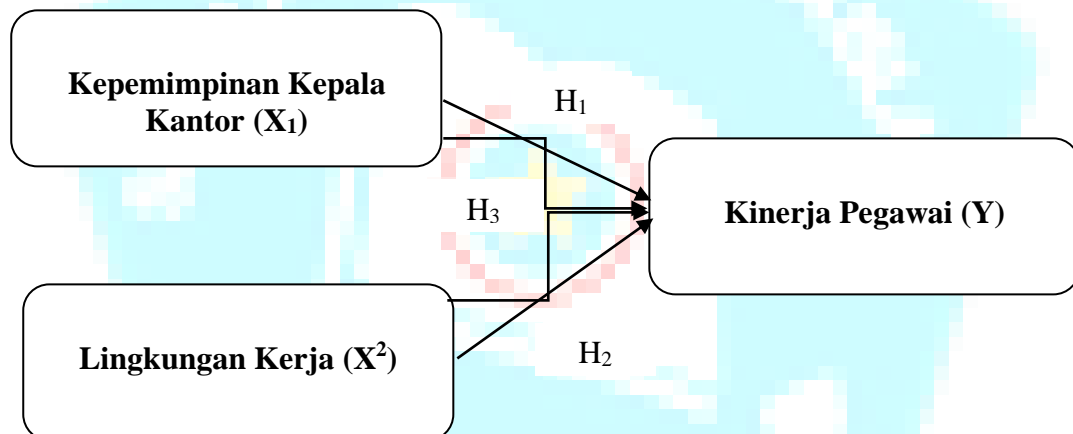 Kepemimpinan Kepala
Kantor (X₁)
H₁
H₃
Kinerja Pegawai (Y)
Lingkungan Kerja (X²)
H₂